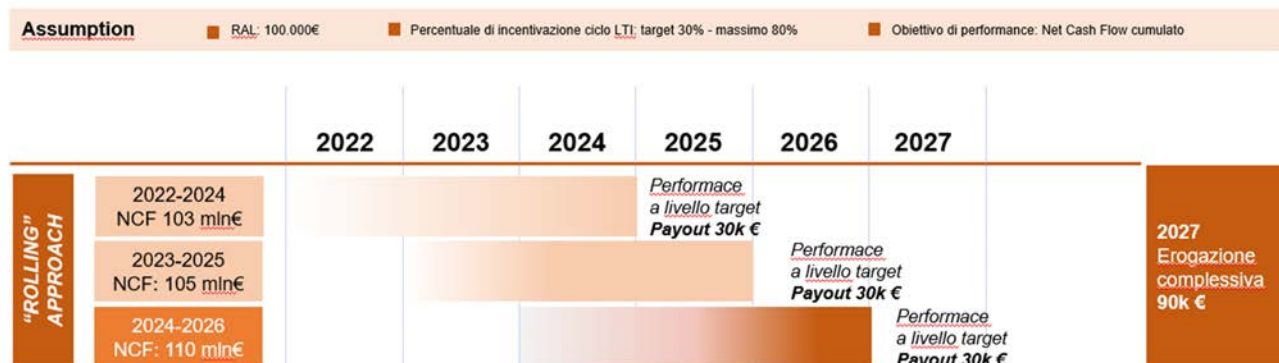 Assumption
RAL: 100.000€
Percentuale di incentivazione ciclo LTI: target 30% - massimo 80%
Obiettivo di performance: Net Cash Flow cumulato
2022
2023
2024
2025
2026
2027
"ROLLING"
APPROACH
2022-2024
NCF 103 mln€
Performace
a livello target
Payout 30k €
2023-2025
NCF: 105 mln€
Performace
a livello target
Payout 30k €
2024-2026
NCF: 110 mln€
Performace
a livello target
Payout 30k €
2027
Erogazione
complessiva
90k €